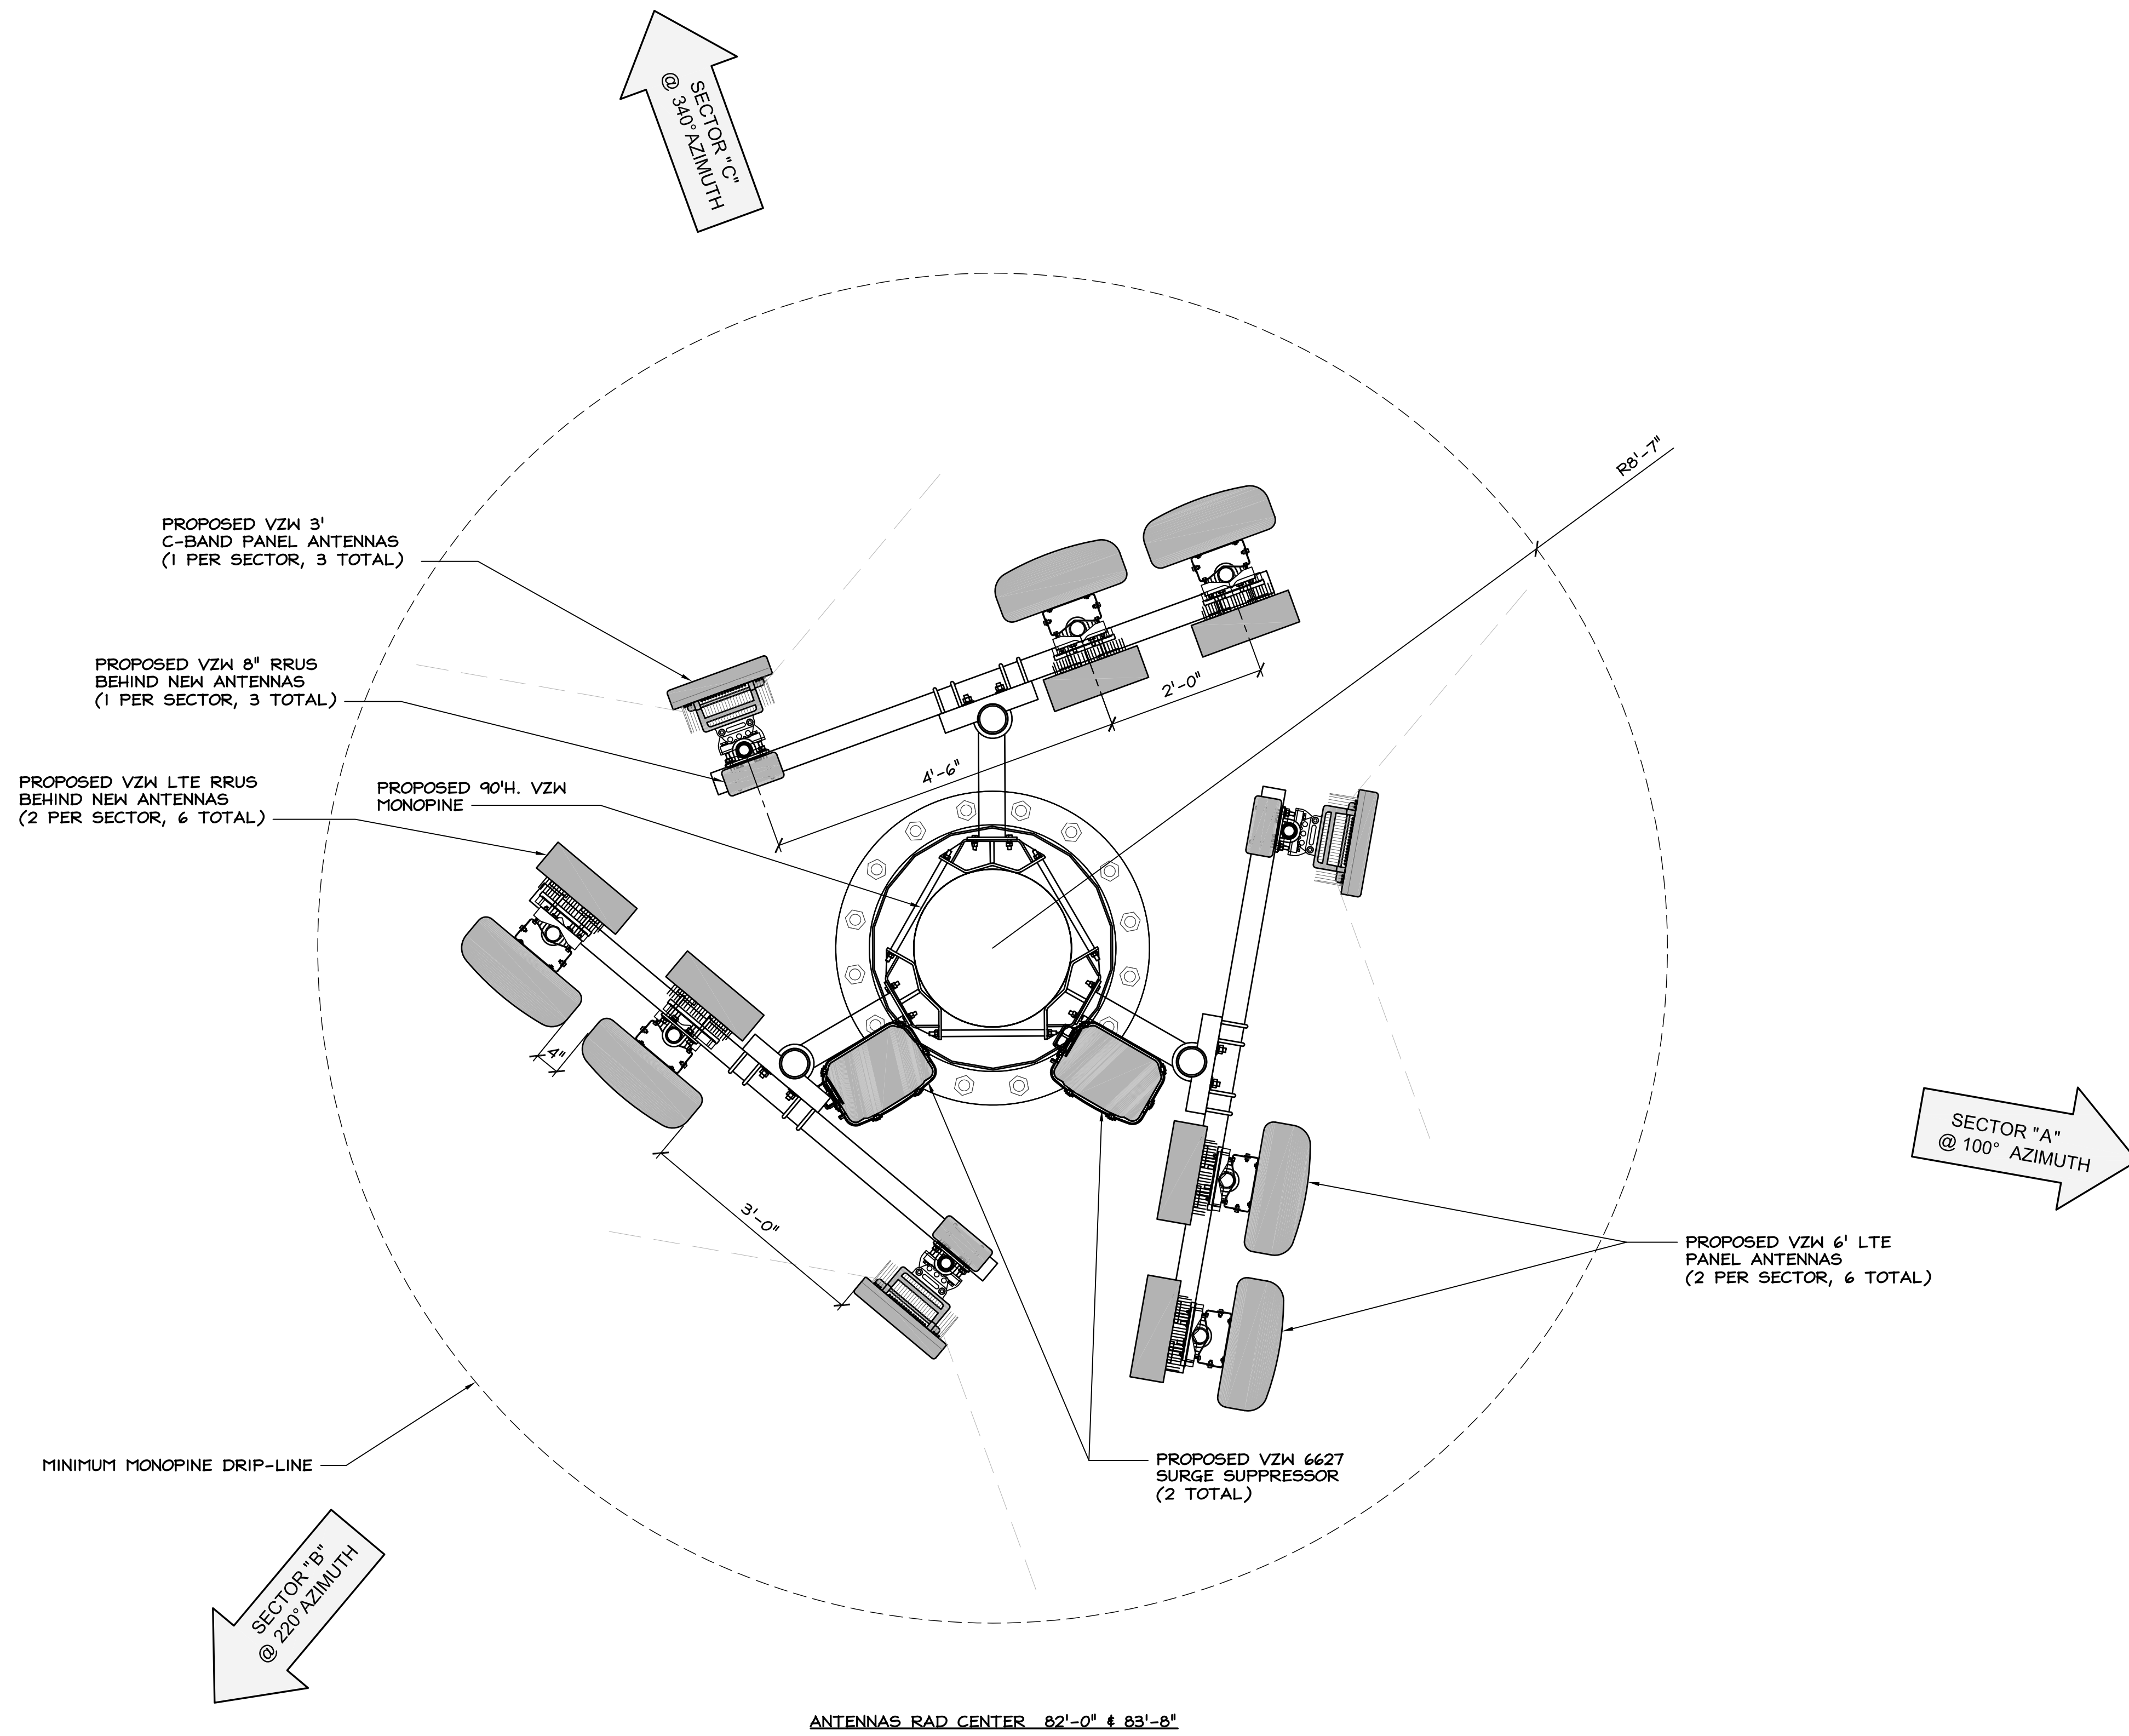 SECTOR "C"
@ 340° AZIMUTH
R8'-7"
PROPOSED VZW 3'
C-BAND PANEL ANTENNAS
(1 PER SECTOR, 3 TOTAL)
PROPOSED VZW 8" RRUS
BEHIND NEW ANTENNAS
(1 PER SECTOR, 3 TOTAL)
2'-0"
4'-6"
PROPOSED VZW LTE RRUS
BEHIND NEW ANTENNAS
(2 PER SECTOR, 6 TOTAL)
PROPOSED 90'H. VZW
MONOPINE
4"
SECTOR "A"
@ 100° AZIMUTH
3'-0"
PROPOSED VZW 6' LTE
PANEL ANTENNAS
(2 PER SECTOR, 6 TOTAL)
MINIMUM MONOPINE DRIP-LINE
PROPOSED VZW 6627
SURGE SUPPRESSOR
(2 TOTAL)
SECTOR "B"
@ 220° AZIMUTH
ANTENNAS RAD CENTER 82'-0" & 83'-8"